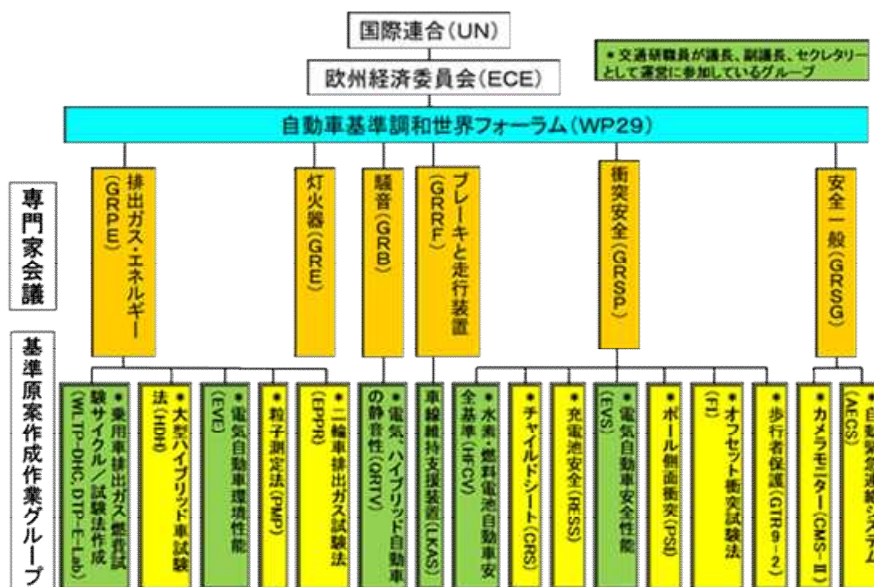 国際連合(UN)
欧州経済委員会(ECE)
* 交通研職員が議長、副議長、セクレタリー
として運営に参加しているグループ
自動車基準調和世界フォーラム(WP29)
専門家会議
排出ガス・エネルギー
(GRPE)
灯火器(GRE)
騒音(GRB)
ブレーキと走行装置
(GRRF)
衝突安全(GRSP)
安全一般(GRSG)
基準原案作成作業グループ
* 乗用車排出ガス燃費試
験サイクル/試験法作成
(WLTP-DHC, DTP-E-Lab)
* 大型ハイブリッド車試験
法(HDH)
* 電気自動車環境性能
(EVE)
* 粒子測定法(PMP)
* 二輪車排出ガス試験法
(EPPR)
* 電気、ハイブリッド自動車
の静音性(QRTV)
車線維持支援装置(LKAS)
* 水素・燃料電池自動車安
全基準(HFCV)
* チャイルドシート(CRS)
* 充電池安全(RESS)
* 電気自動車安全性能
(EVS)
* ポール側面衝突(PSI)
* オフセット衝突試験法
(FI)
* 歩行者保護(GTR9-2)
* カメラモニター(CMS-Ⅱ)
* 自動緊急通報システム
(AECS)